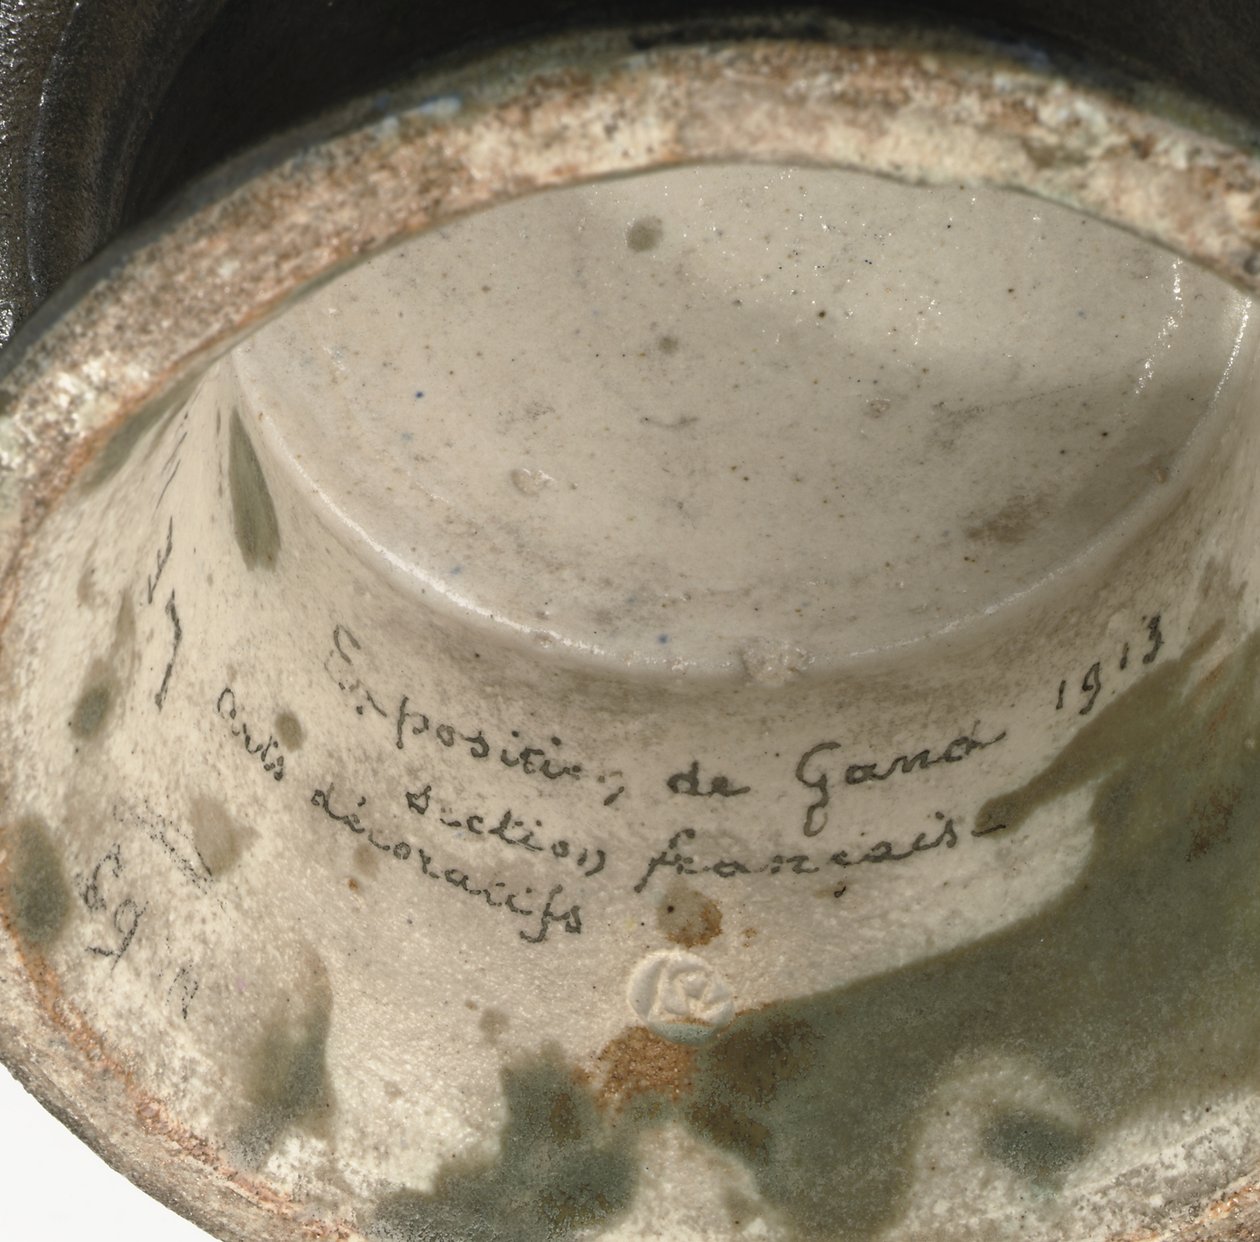 Exposition de Gand 1913
Section française
arts décoratifs